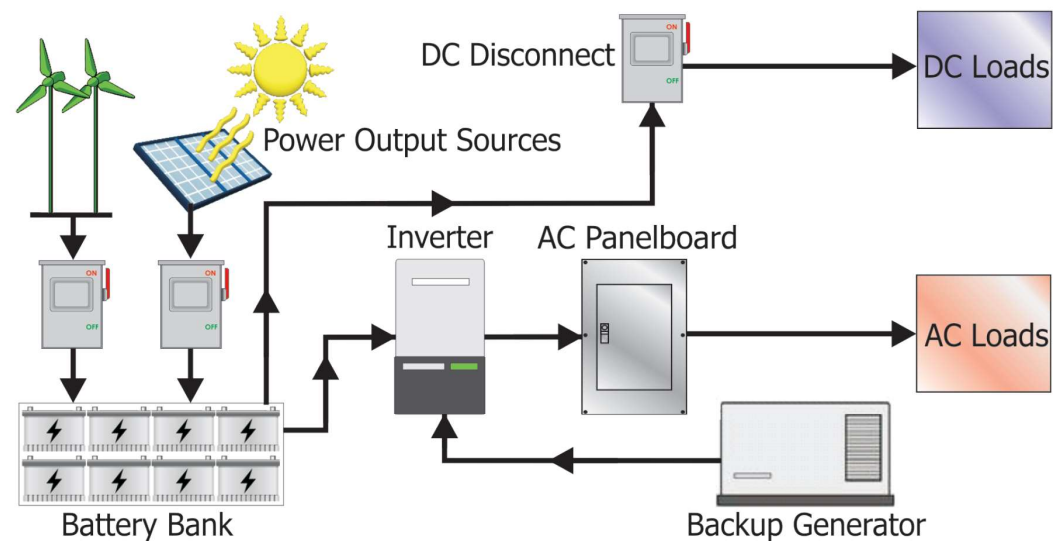 DC Disconnect
ON
OFF
DC Loads
Power Output Sources
Inverter
AC Panelboard
ON
OFF
ON
OFF
AC Loads
Battery Bank
Backup Generator